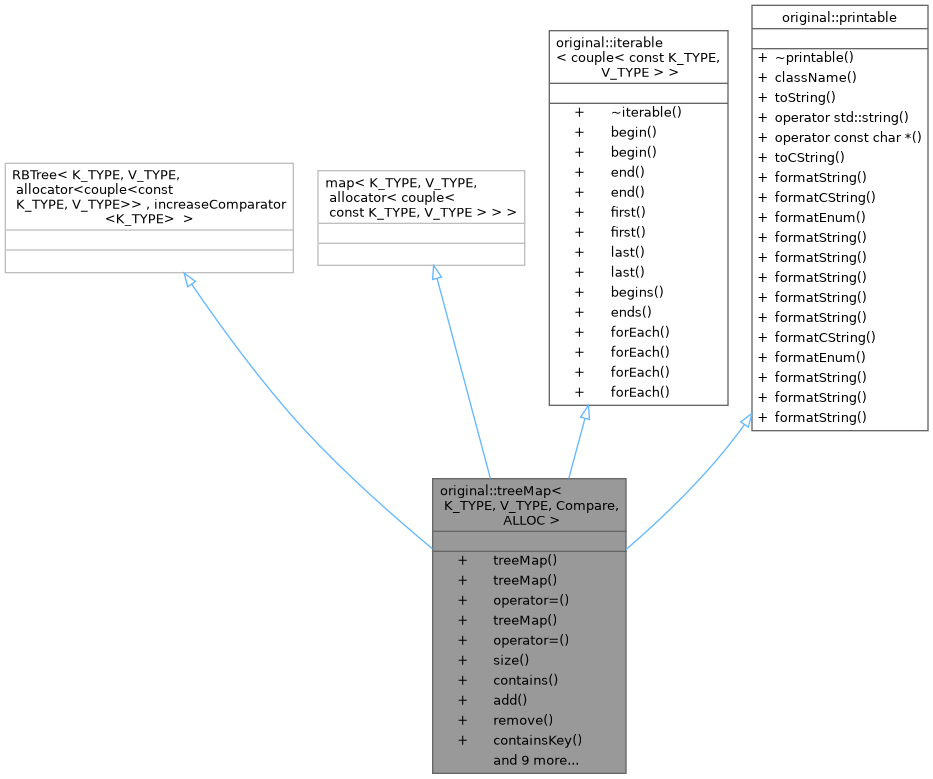 original::printable
+ ~printable()
+ className()
+ toString()
+ operator std::string()
+ operator const char *()
+ toCString()
+ formatString()
+ formatCString()
+ formatEnum()
+ formatString()
+ formatString()
+ formatString()
+ formatString()
+ formatString()
+ formatCString()
+ formatEnum()
+ formatString()
+ formatString()
+ formatString()
original::iterable
< couple< const K_TYPE,
V_TYPE > >
+ ~iterable()
+ begin()
+ begin()
+ end()
+ end()
+ first()
+ first()
+ last()
+ last()
+ begins()
+ ends()
+ forEach()
+ forEach()
+ forEach()
+ forEach()
RBTree< K_TYPE, V_TYPE,
allocator<couple<const
K_TYPE, V_TYPE>> , increaseComparator
<K_TYPE> >
map< K_TYPE, V_TYPE,
allocator< couple<
const K_TYPE, V_TYPE > > >
original::treeMap<
K_TYPE, V_TYPE, Compare,
ALLOC >
+ treeMap()
+ treeMap()
+ operator=()
+ treeMap()
+ operator=()
+ size()
+ contains()
+ add()
+ remove()
+ containsKey()
and 9 more...